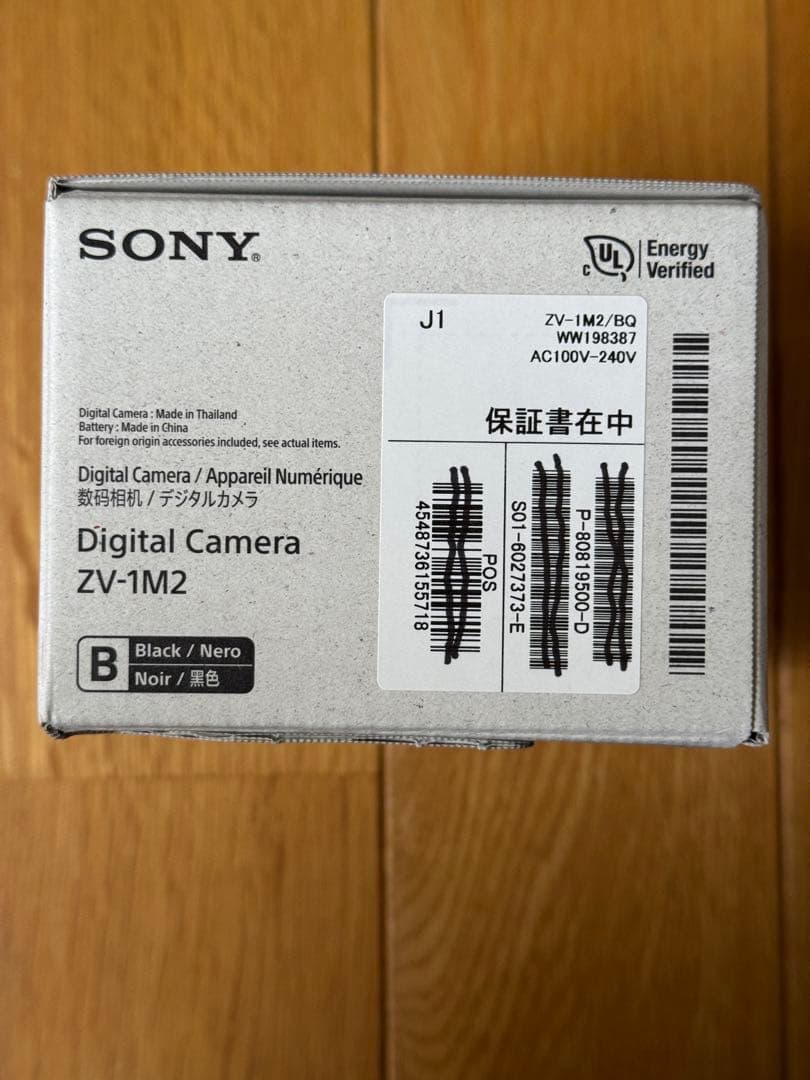 SONY®
c UL Energy
Verified
J1
ZV-1M2/BQ
WW198387
AC100V-240V
保証書在中
Digital Camera : Made in Thailand
Battery : Made in China
For foreign origin accessories included, see actual items.
Digital Camera / Appareil Numérique
数码相机 / デジタルカメラ
Digital Camera
ZV-1M2
B Black / Nero
Noir / 黑色
POS
4548736155718
S01-6027373-E
P-80819500-D